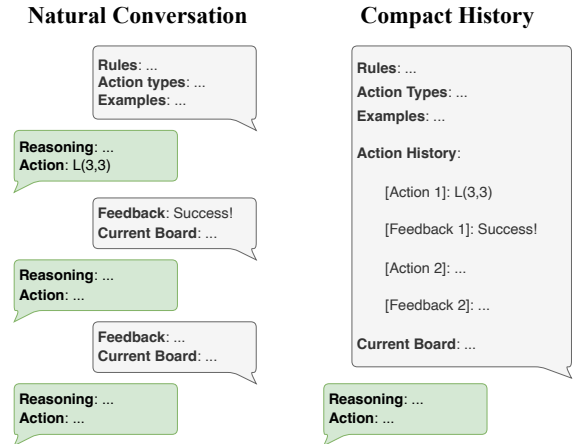 Natural Conversation
Rules: ...
Action types: ...
Examples: ...
Reasoning: ...
Action: L(3,3)
Feedback: Success!
Current Board: ...
Reasoning: ...
Action: ...
Feedback: ...
Current Board: ...
Reasoning: ...
Action: ...
Compact History
Rules: ...
Action Types: ...
Examples: ...
Action History:
[Action 1]: L(3,3)
[Feedback 1]: Success!
[Action 2]: ...
[Feedback 2]: ...
Current Board: ...
Reasoning: ...
Action: ...